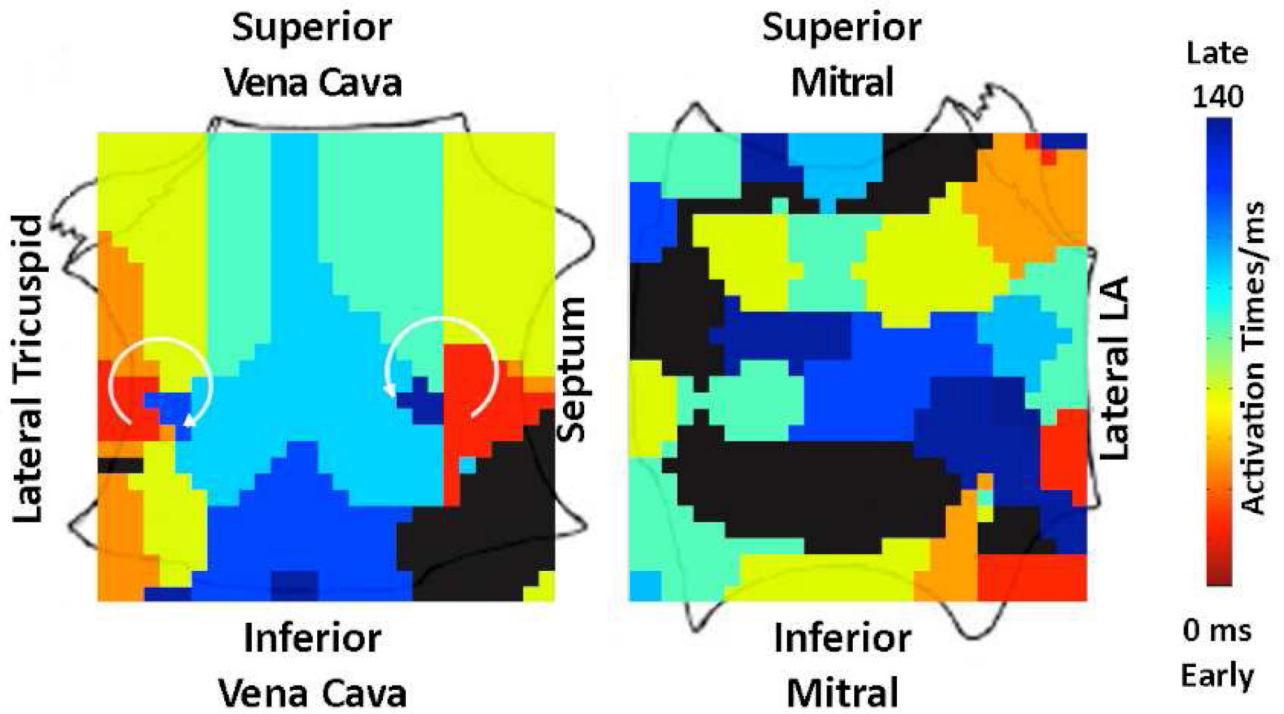 Superior
Vena Cava
Superior
Mitral
Late
140
Lateral Tricuspid
Septum
Lateral LA
Activation Times/ms
Inferior
Vena Cava
Inferior
Mitral
0 ms
Early